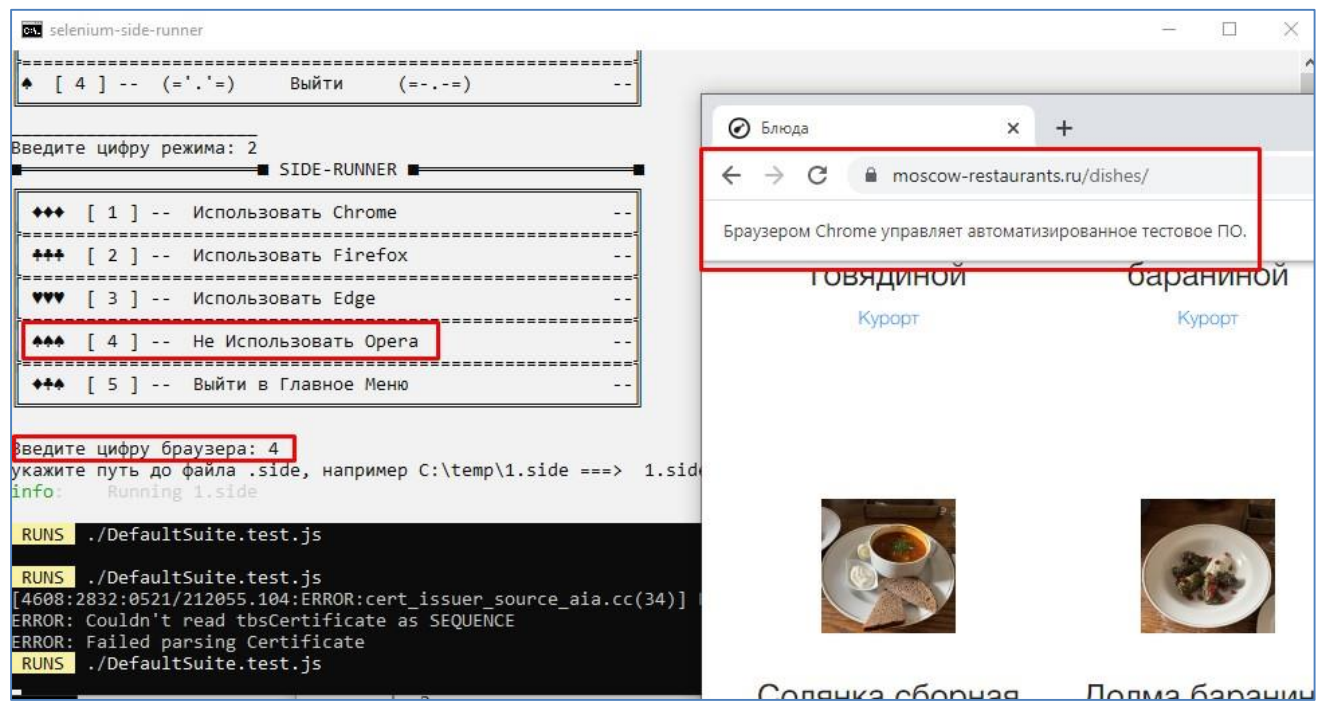 selenium-side-runner
♠ [ 4 ] -- (='.'=) Выйти (=-.-=) --
Введите цифру режима: 2
SIDE-RUNNER
♦♦♦ [ 1 ] -- Использовать Chrome --
♣♣♣ [ 2 ] -- Использовать Firefox --
♥♥♥ [ 3 ] -- Использовать Edge --
♠♠♠ [ 4 ] -- Не Использовать Opera --
♦♣♠ [ 5 ] -- Выйти в Главное Меню --
Введите цифру браузера: 4
укажите путь до файла .side, например C:\temp\1.side ===> 1.side
info: Running 1.side
RUNS ./DefaultSuite.test.js
RUNS ./DefaultSuite.test.js
[4608:2832:0521/212055.104:ERROR:cert_issuer_source_aia.cc(34)]
ERROR: Couldn't read tbsCertificate as SEQUENCE
ERROR: Failed parsing Certificate
RUNS ./DefaultSuite.test.js
Блюда
moscow-restaurants.ru/dishes/
Браузером Chrome управляет автоматизированное тестовое ПО.
говядиной бараниной
Курорт Курорт
Солянка сборная Долма